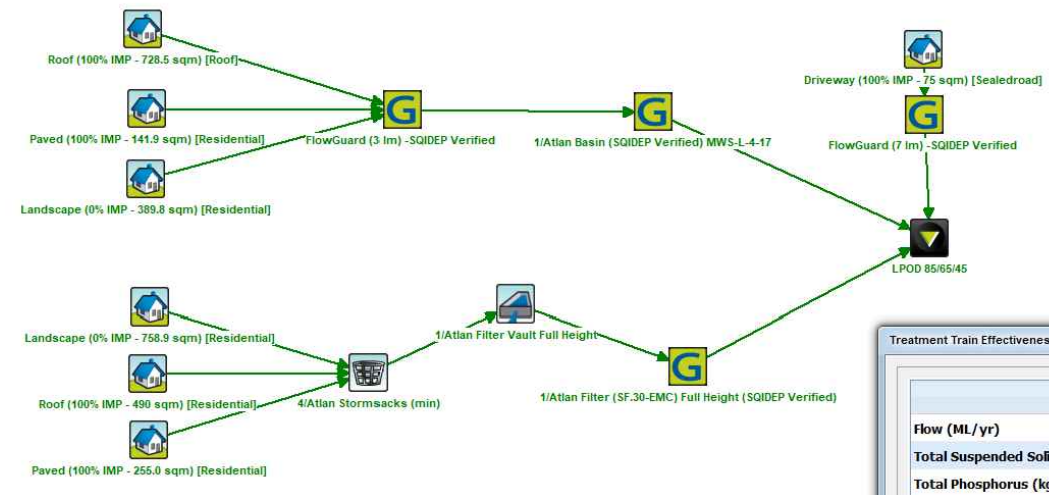 Roof (100% IMP - 728.5 sqm) [Roof]
Driveway (100% IMP - 75 sqm) [Sealedroad]
Paved (100% IMP - 141.9 sqm) [Residential]
G
FlowGuard (3 lm) -SQIDEP Verified
G
1/Atlan Basin (SQIDEP Verified) MWS-L-4-17
G
FlowGuard (7 lm) -SQIDEP Verified
Landscape (0% IMP - 389.8 sqm) [Residential]
LPOD 85/65/45
Landscape (0% IMP - 758.9 sqm) [Residential]
1/Atlan Filter Vault Full Height
Roof (100% IMP - 490 sqm) [Residential]
4/Atlan Stormsacks (min)
G
1/Atlan Filter (SF.30-EMC) Full Height (SQIDEP Verified)
Paved (100% IMP - 255.0 sqm) [Residential]
Treatment Train Effectivenes
Flow (ML/yr)
Total Suspended Soli
Total Phosphorus (kg